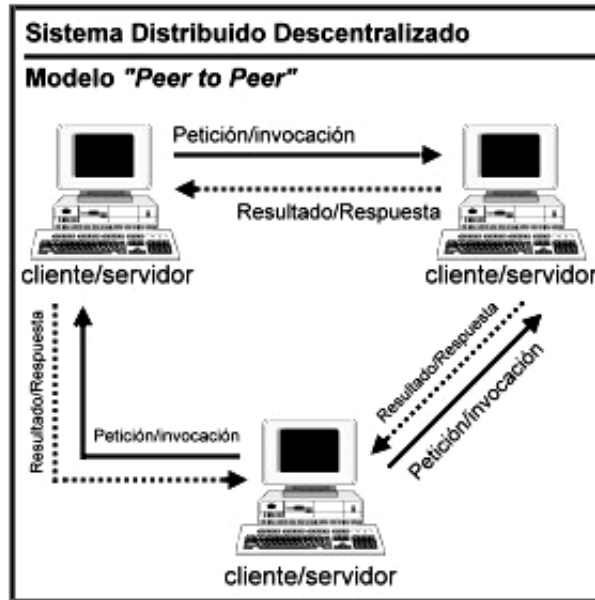 Sistema Distribuido Descentralizado
Modelo "Peer to Peer"
Petición/invocación
Resultado/Respuesta
cliente/servidor
cliente/servidor
Resultado/Respuesta
Petición/invocación
Resultado/Respuesta
Petición/invocación
cliente/servidor